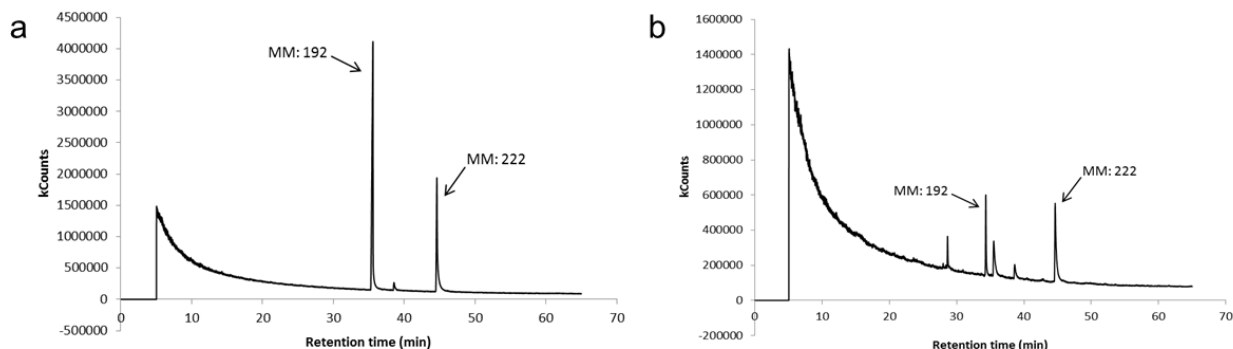 a
4500000
4000000
3500000
3000000
2500000
2000000
1500000
1000000
500000
0
-500000
kCounts
MM: 192
MM: 222
0 10 20 30 40 50 60 70
Retention time (min)
b
1600000
1400000
1200000
1000000
800000
600000
400000
200000
0
-200000
kCounts
MM: 192
MM: 222
0 10 20 30 40 50 60 70
Retention time (min)